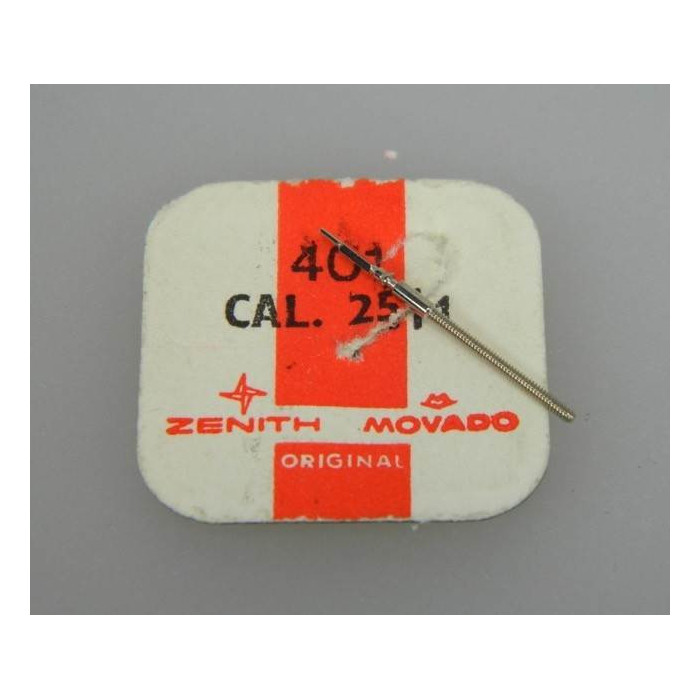 401
CAL.
ZENITH MOVADO
ORIGINAL